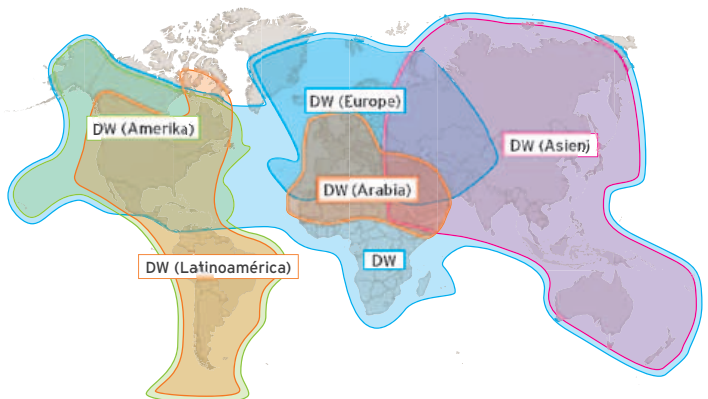 DW (Europe)
DW (Amerika)
DW (Asien)
DW (Arabia)
DW
DW (Latinoamérica)